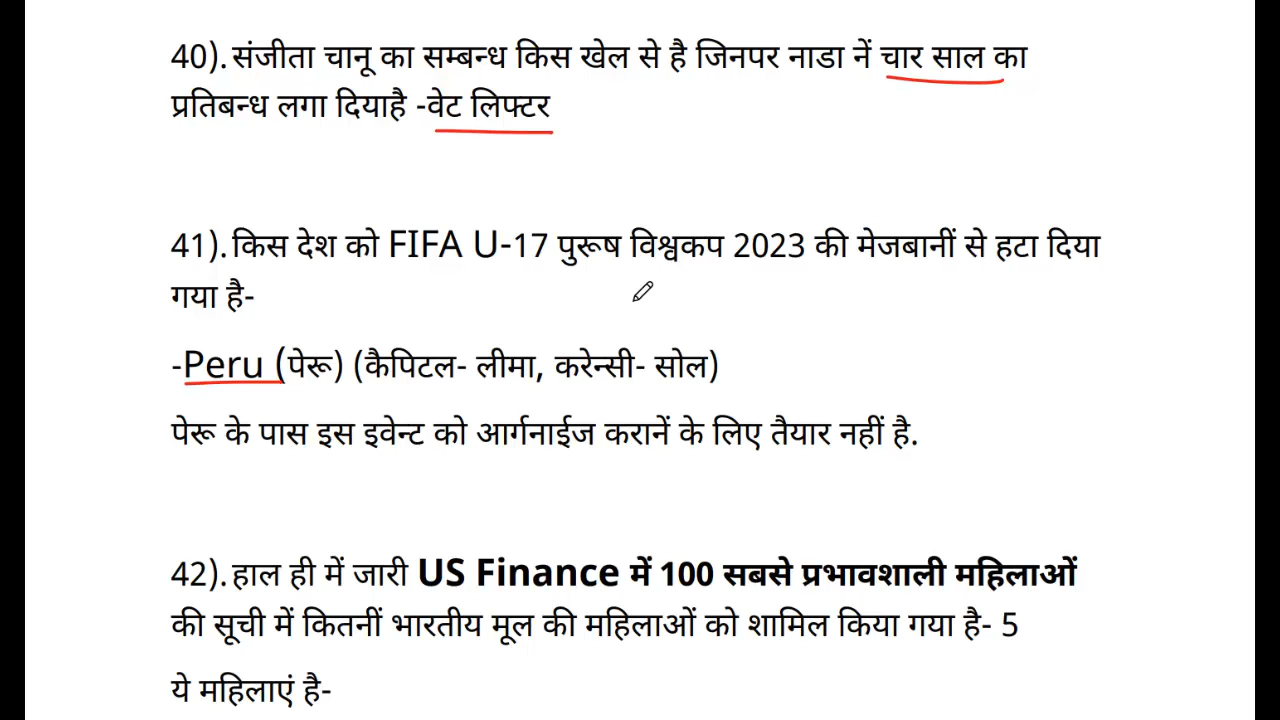 40). संजीता चानू का सम्बन्ध किस खेल से है जिनपर नाडा नें चार साल का
प्रतिबन्ध लगा दियाहै -वेट लिफ्टर
41). किस देश को FIFA U-17 पुरूष विश्वकप 2023 की मेजबानीं से हटा दिया
गया है-
-Peru (पेरू) (कैपिटल- लीमा, करेन्सी- सोल)
पेरू के पास इस इवेन्ट को आर्गनाईज करानें के लिए तैयार नहीं है.
42). हाल ही में जारी US Finance में 100 सबसे प्रभावशाली महिलाओं
की सूची में कितनीं भारतीय मूल की महिलाओं को शामिल किया गया है- 5
ये महिलाएं है-